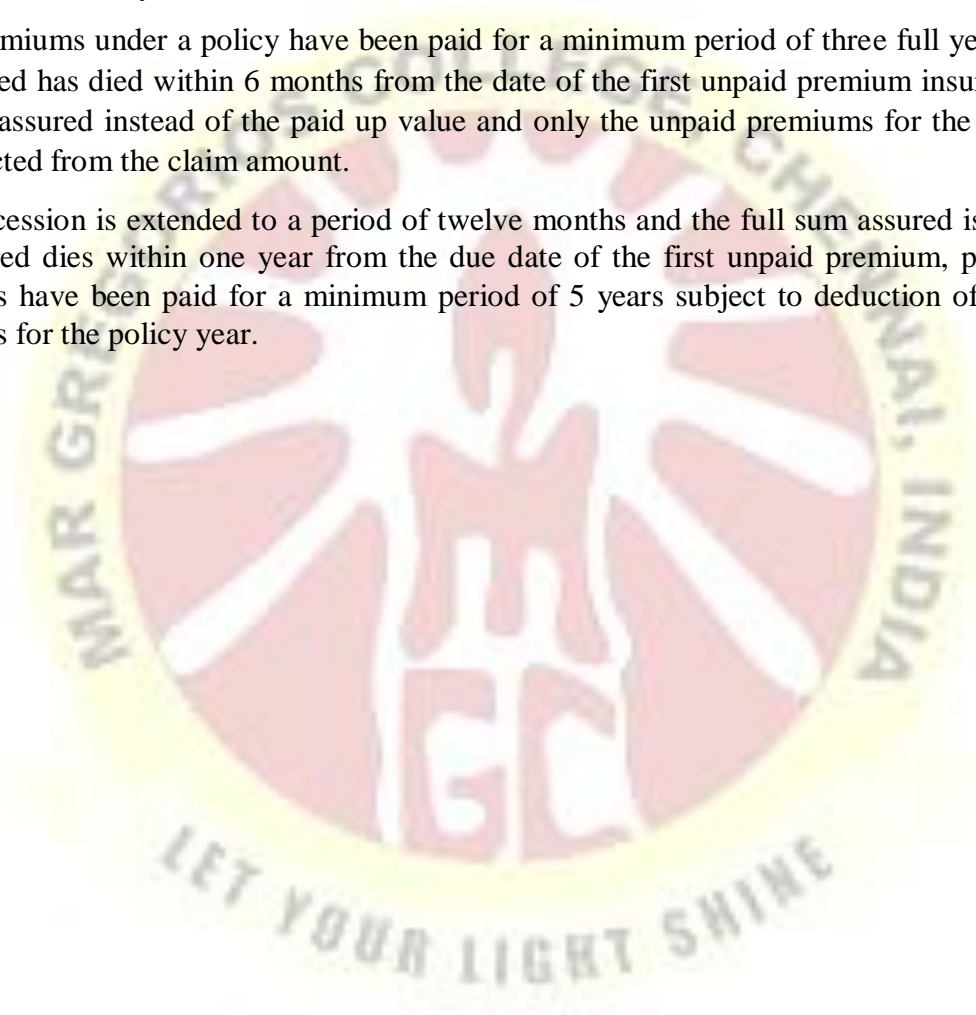 miums under a policy have been paid for a minimum period of three full ye
ed has died within 6 months from the date of the first unpaid premium insu
assured instead of the paid up value and only the unpaid premiums for the
cted from the claim amount.
cession is extended to a period of twelve months and the full sum assured is
red dies within one year from the due date of the first unpaid premium, p
s have been paid for a minimum period of 5 years subject to deduction of
s for the policy year.
MAR GREGORIOS COLLEGE CHENNAI, INDIA
MGC
LET YOUR LIGHT SHINE